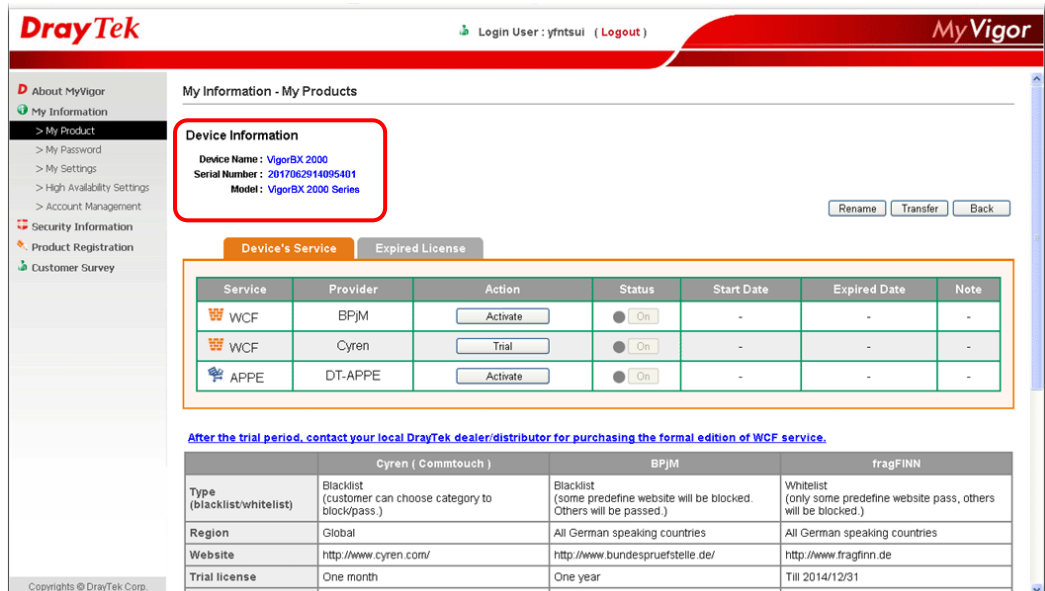 DrayTek
Login User : yfntsui ( Logout )
MyVigor
About MyVigor
My Information
> My Product
> My Password
> My Settings
> High Availability Settings
> Account Management
Security Information
Product Registration
Customer Survey
Copyrights @ DrayTek Corp.
My Information - My Products
Device Information
Device Name : VigorBX 2000
Serial Number : 2017062914095401
Model : VigorBX 2000 Series
Rename Transfer Back
Device's Service Expired License
Service Provider Action Status Start Date Expired Date Note
WCF BPjM Activate On - - -
WCF Cyren Trial On - - -
APPE DT-APPE Activate On - - -
After the trial period, contact your local DrayTek dealer/distributor for purchasing the formal edition of WCF service.
Cyren ( Commtouch ) BPjM fragFINN
Type
(blacklist/whitelist)
Blacklist
(customer can choose category to
block/pass.)
Blacklist
(some predefine website will be blocked.
Others will be passed.)
Whitelist
(only some predefine website pass, others
will be blocked.)
Region Global All German speaking countries All German speaking countries
Website http://www.cyren.com/ http://www.bundespruefstelle.de/ http://www.fragfinn.de
Trial license One month One year Till 2014/12/31